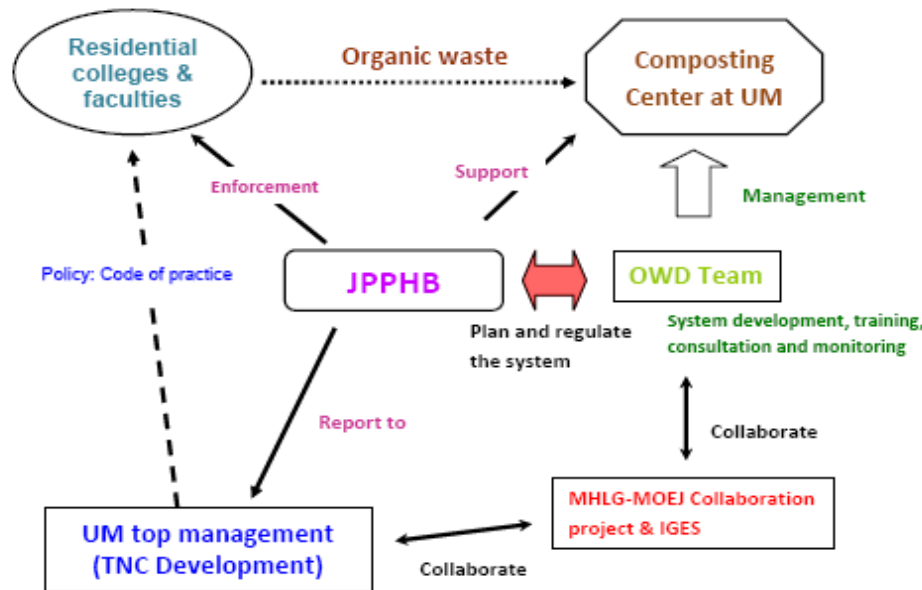 Residential
colleges &
faculties
Organic waste
Composting
Center at UM
Enforcement
Support
Management
Policy: Code of practice
JPPHB
OWD Team
Plan and regulate
the system
System development, training,
consultation and monitoring
Report to
Collaborate
MHLG-MOEJ Collaboration
project & IGES
UM top management
(TNC Development)
Collaborate